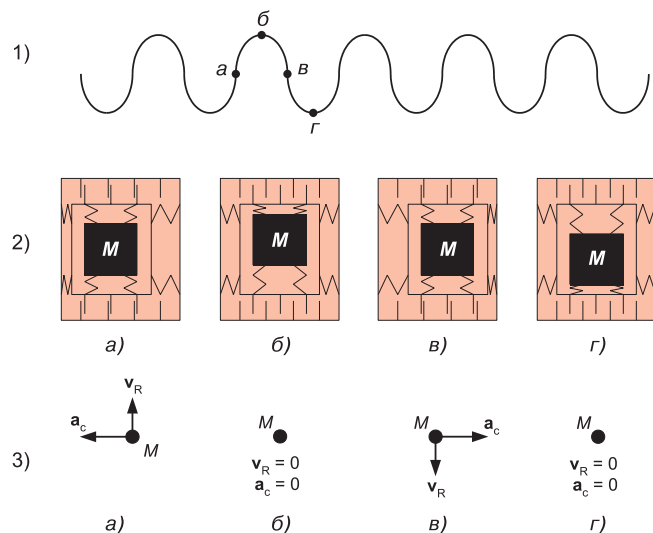 1)
б
а
в
г
2)
M M M M
а) б) в) г)
3)
v_R
a_c
M
M
v_R = 0
a_c = 0
M
a_c
v_R
M
v_R = 0
a_c = 0
а) б) в) г)